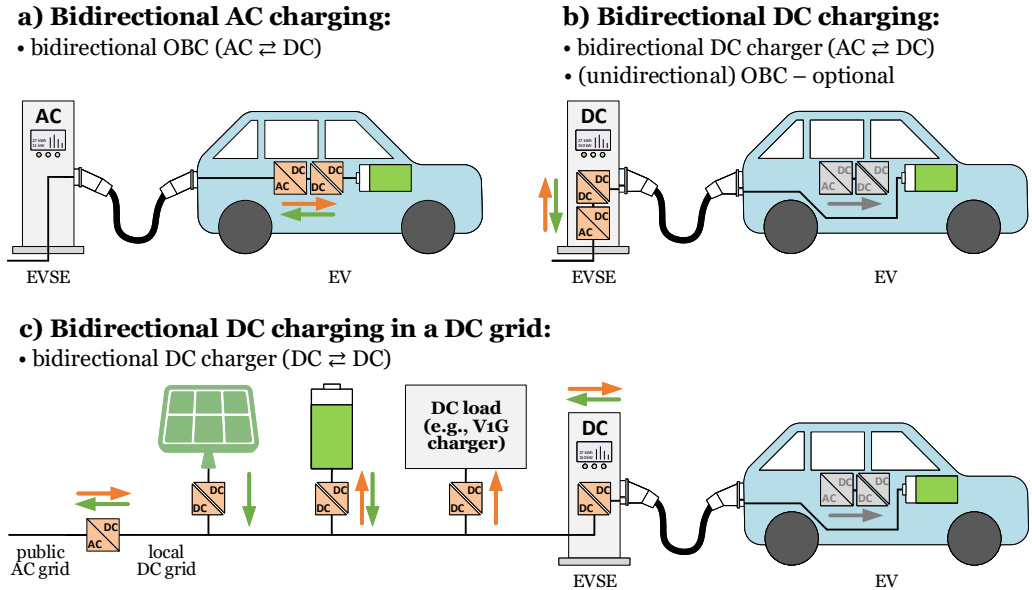 a) Bidirectional AC charging:
• bidirectional OBC (AC ⇄ DC)
AC
DC
AC
DC
DC
EVSE
EV
b) Bidirectional DC charging:
• bidirectional DC charger (AC ⇄ DC)
• (unidirectional) OBC – optional
DC
DC
DC
DC
AC
DC
AC
DC
DC
EVSE
EV
c) Bidirectional DC charging in a DC grid:
• bidirectional DC charger (DC ⇄ DC)
DC load
(e.g., V1G
charger)
DC
DC
DC
DC
DC
DC
DC
DC
AC
DC
DC
DC
AC
DC
DC
public
AC grid
local
DC grid
EVSE
EV